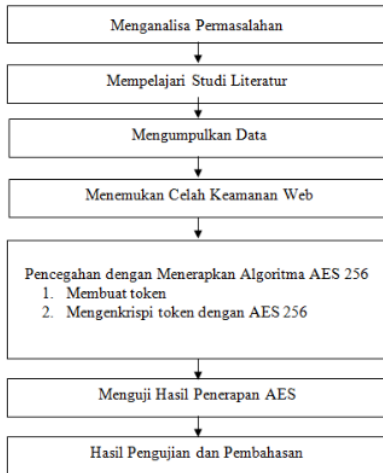 Menganalisa Permasalahan
Mempelajari Studi Literatur
Mengumpulkan Data
Menemukan Celah Keamanan Web
Pencegahan dengan Menerapkan Algoritma AES 256
1. Membuat token
2. Mengenkrispi token dengan AES 256
Menguji Hasil Penerapan AES
Hasil Pengujian dan Pembahasan